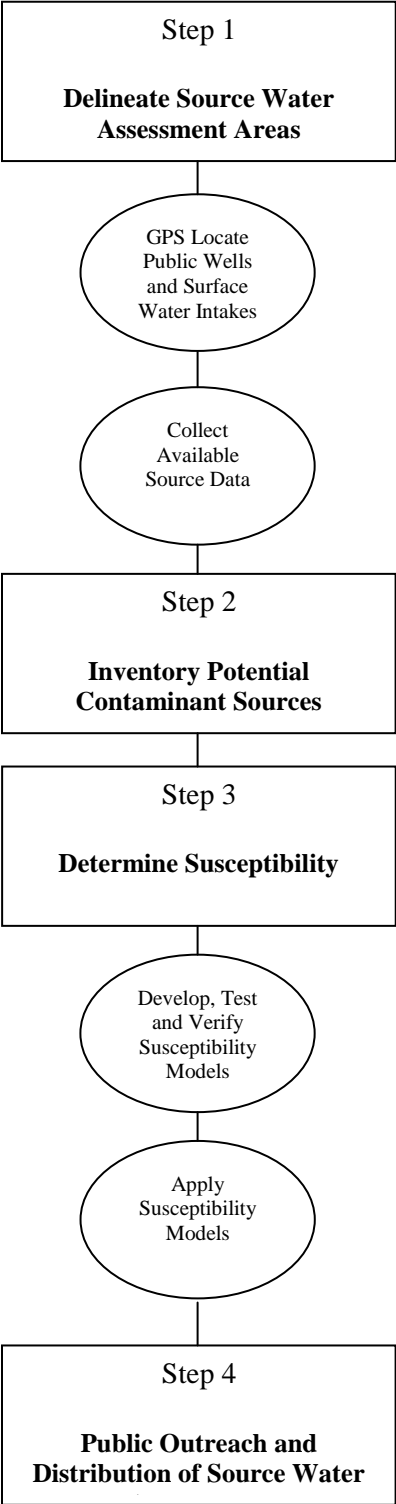 Step 1
Delineate Source Water
Assessment Areas
GPS Locate
Public Wells
and Surface
Water Intakes
Collect
Available
Source Data
Step 2
Inventory Potential
Contaminant Sources
Step 3
Determine Susceptibility
Develop, Test
and Verify
Susceptibility
Models
Apply
Susceptibility
Models
Step 4
Public Outreach and
Distribution of Source Water